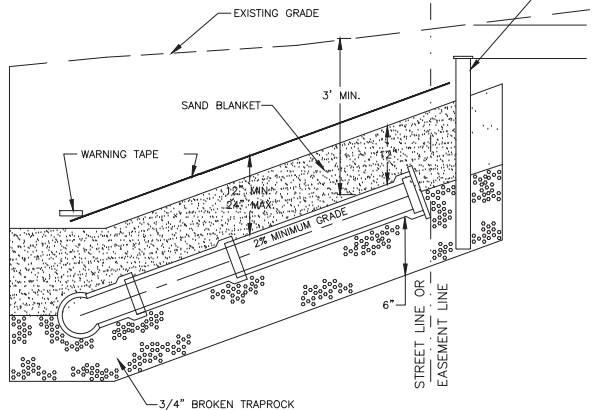 EXISTING GRADE
3' MIN.
SAND BLANKET
WARNING TAPE
12"
12" MIN.
24" MAX.
2% MINIMUM GRADE
6"
STREET LINE OR
EASEMENT LINE
3/4" BROKEN TRAPROCK